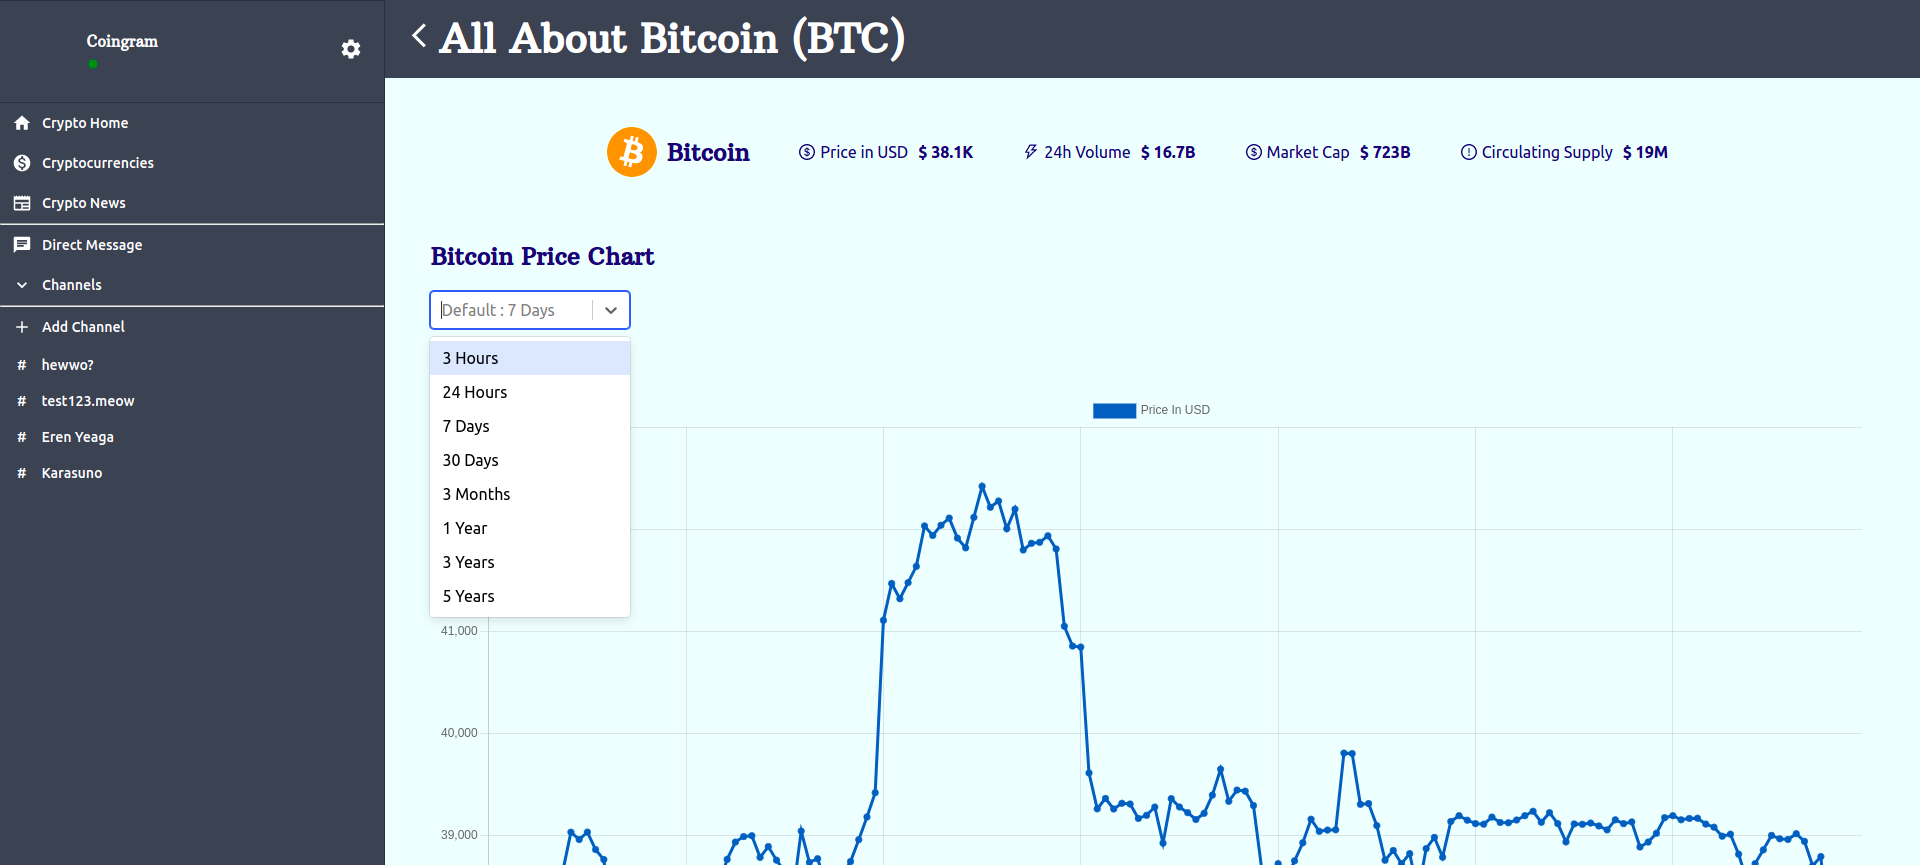 Coingram
Crypto Home
Cryptocurrencies
Crypto News
Direct Message
Channels
Add Channel
# hewwo?
# test123.meow
# Eren Yeaga
# Karasuno
All About Bitcoin (BTC)
Bitcoin
Price in USD $ 38.1K
24h Volume $ 16.7B
Market Cap $ 723B
Circulating Supply $ 19M
Bitcoin Price Chart
Default : 7 Days
3 Hours
24 Hours
7 Days
30 Days
3 Months
1 Year
3 Years
5 Years
Price In USD
41,000
40,000
39,000